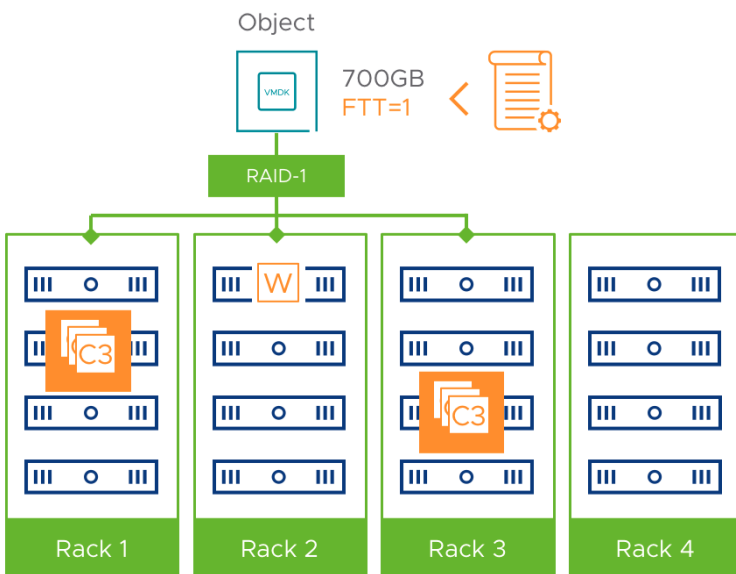 Object
VMDK
700GB
FTT=1
RAID-1
W
C3
C3
Rack 1
Rack 2
Rack 3
Rack 4